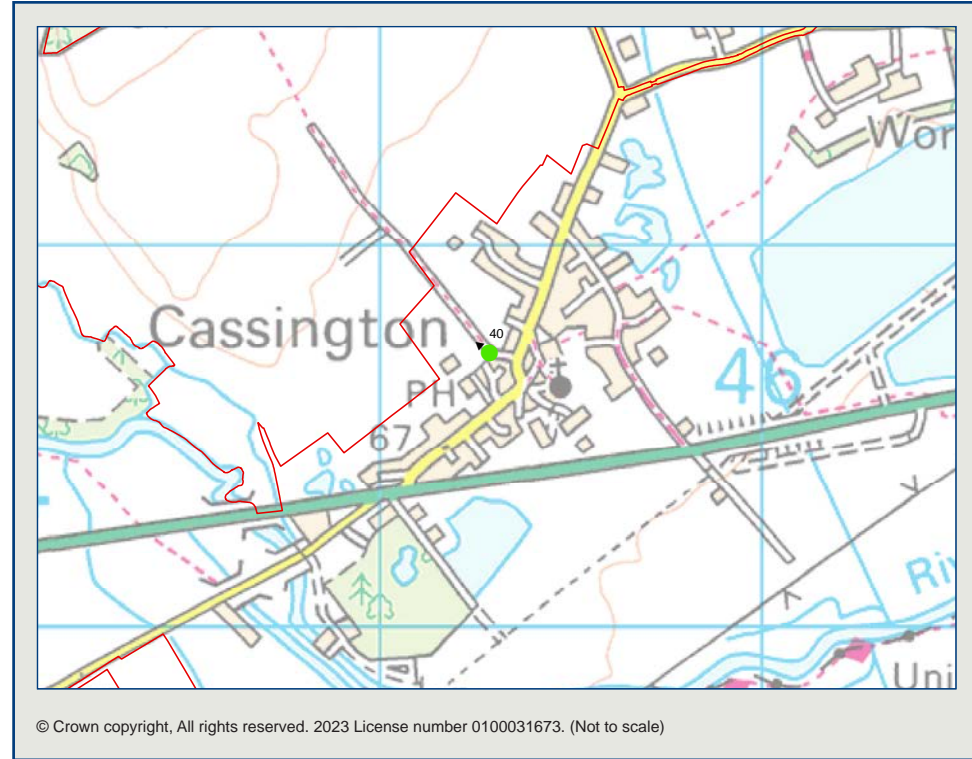 Wor
Cassington
40
46
PH
67
Ri
Uni
© Crown copyright, All rights reserved. 2023 License number 0100031673. (Not to scale)